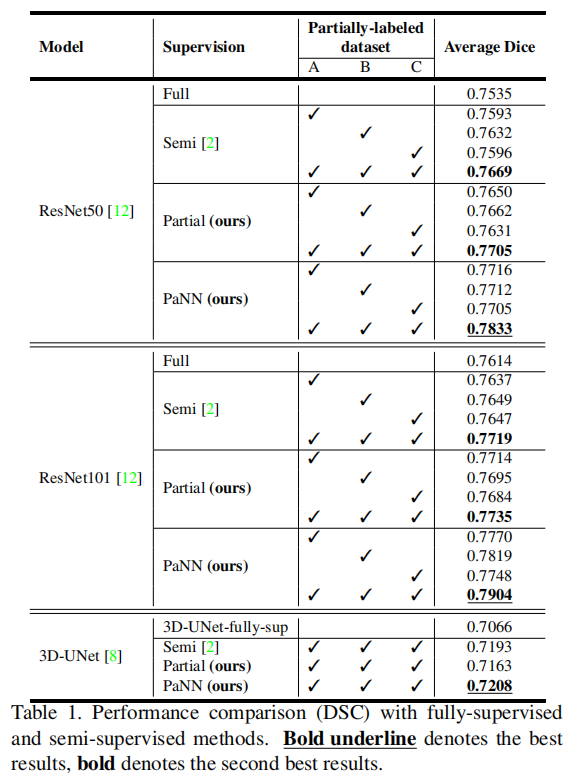 Model Supervision Partially-labeled dataset Average Dice
A B C
Full 0.7535
✓ 0.7593
✓ 0.7632
Semi [2] ✓ 0.7596
✓ ✓ ✓ 0.7669
✓ 0.7650
✓ 0.7662
ResNet50 [12] Partial (ours) ✓ 0.7631
✓ ✓ ✓ 0.7705
✓ 0.7716
✓ 0.7712
PaNN (ours) ✓ 0.7705
✓ ✓ ✓ 0.7833
Full 0.7614
✓ 0.7637
✓ 0.7649
Semi [2] ✓ 0.7647
✓ ✓ ✓ 0.7719
✓ 0.7714
✓ 0.7695
ResNet101 [12] Partial (ours) ✓ 0.7684
✓ ✓ ✓ 0.7735
✓ 0.7770
✓ 0.7819
PaNN (ours) ✓ 0.7748
✓ ✓ ✓ 0.7904
3D-UNet-fully-sup 0.7066
Semi [2] ✓ ✓ ✓ 0.7193
3D-UNet [8] Partial (ours) ✓ ✓ ✓ 0.7163
PaNN (ours) ✓ ✓ ✓ 0.7208
Table 1. Performance comparison (DSC) with fully-supervised
and semi-supervised methods. Bold underline denotes the best
results, bold denotes the second best results.